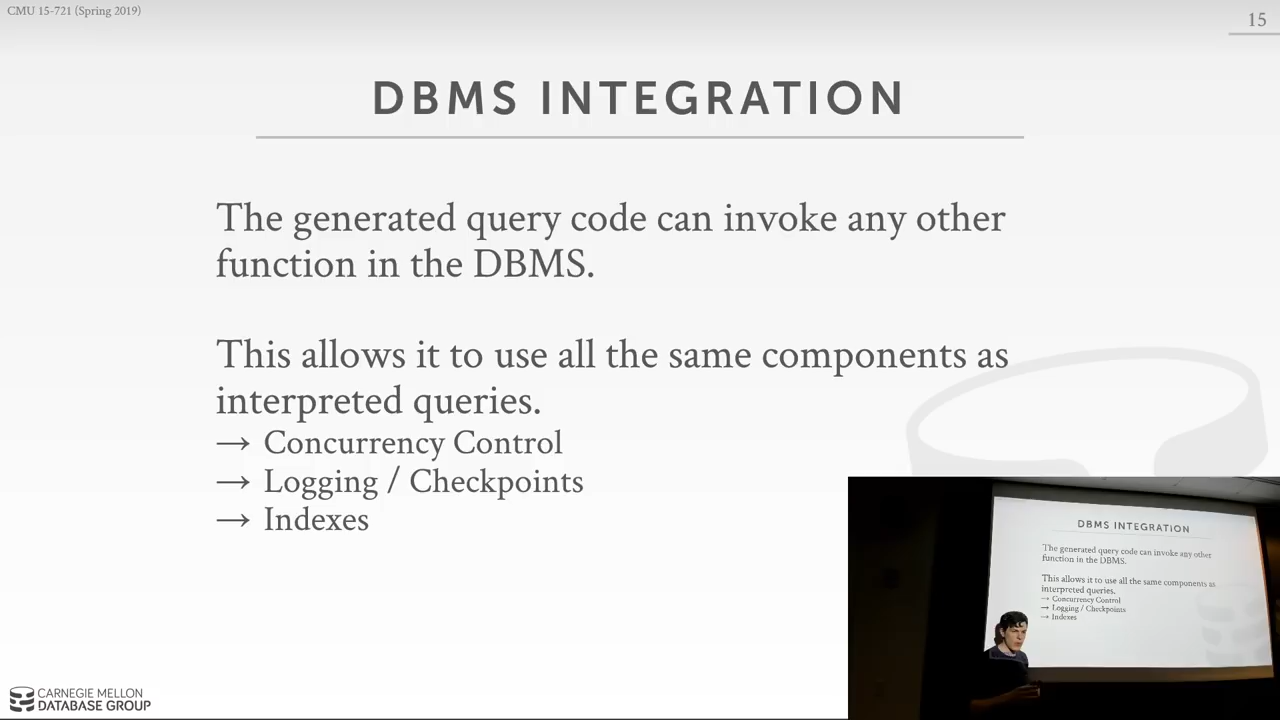 CMU 15-721 (Spring 2019)
15
DBMS INTEGRATION
The generated query code can invoke any other
function in the DBMS.
This allows it to use all the same components as
interpreted queries.
→ Concurrency Control
→ Logging / Checkpoints
→ Indexes
DBMS INTEGRATION
The generated query code can invoke any other
function in the DBMS.
This allows it to use all the same components as
interpreted queries.
→ Concurrency Control
→ Logging / Checkpoints
→ Indexes
CARNEGIE MELLON
DATABASE GROUP